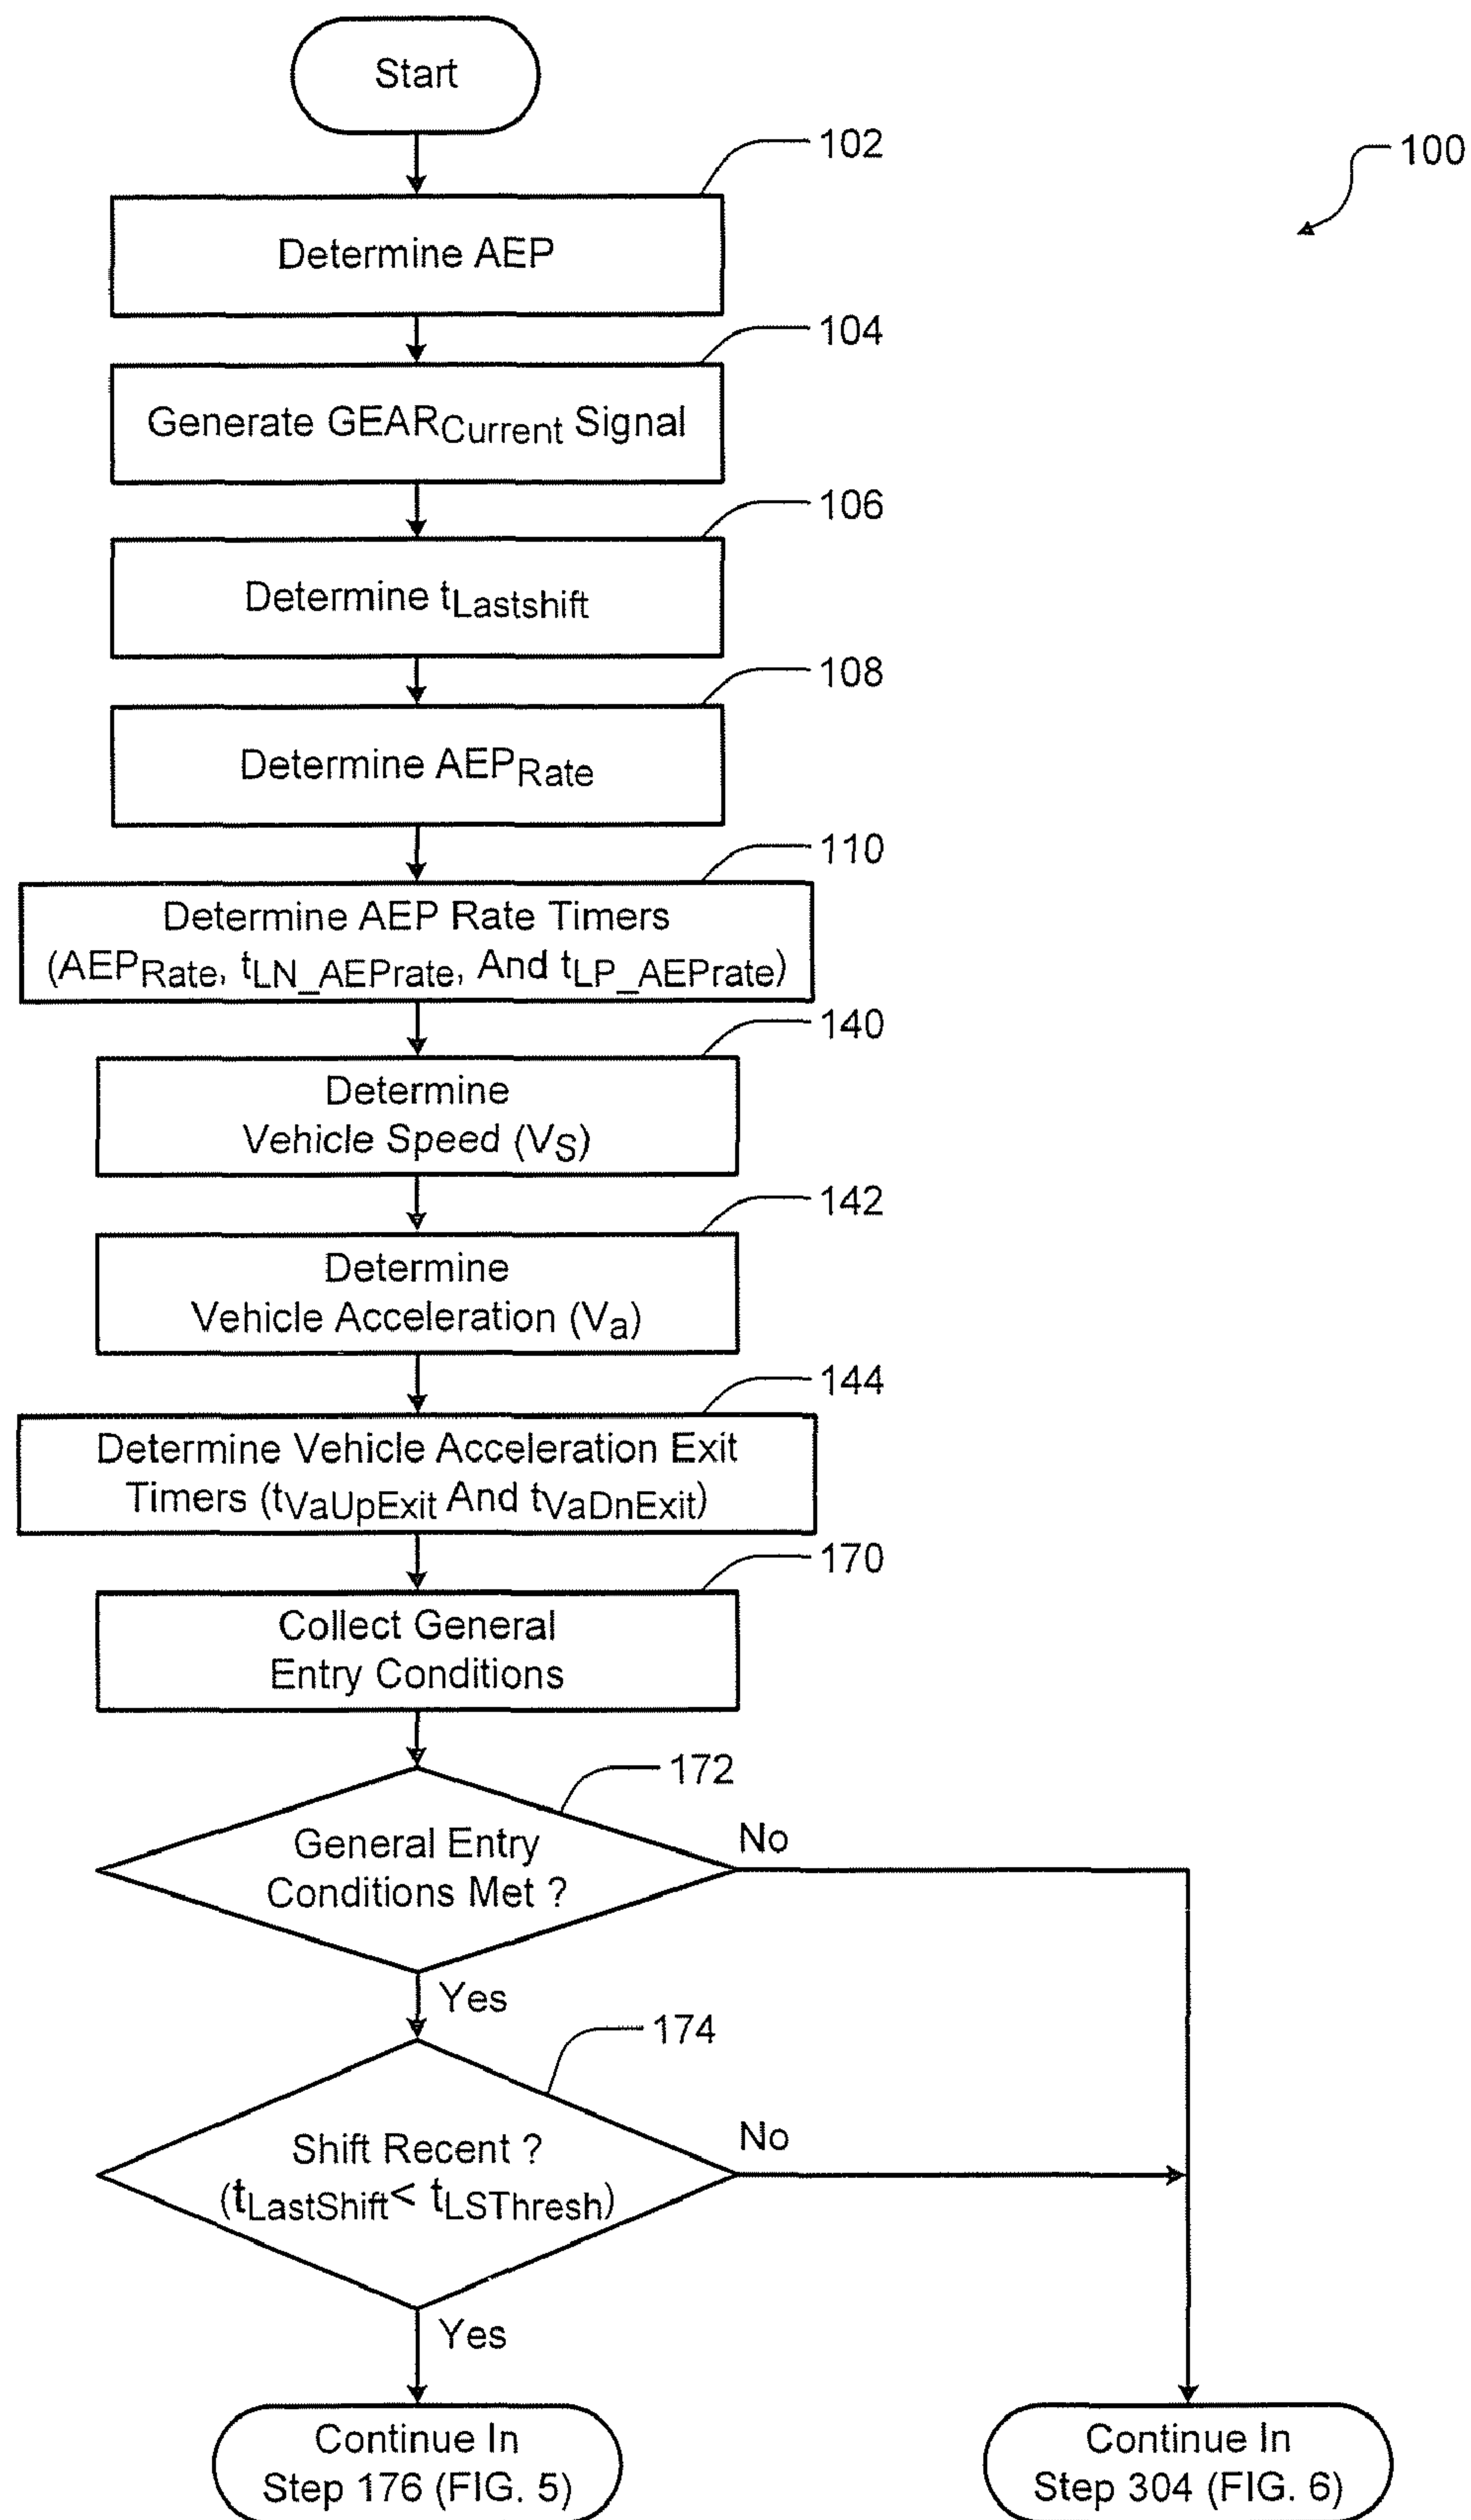 Start
102
100
Determine AEP
104
Generate GEARCurrent Signal
106
Determine tLastshift
108
Determine AEPRate
110
Determine AEP Rate Timers
(AEPRate, tLN_AEPrate, And tLP_AEPrate)
140
Determine
Vehicle Speed (VS)
142
Determine
Vehicle Acceleration (Va)
144
Determine Vehicle Acceleration Exit
Timers (tVaUpExit And tVaDnExit)
170
Collect General
Entry Conditions
172
General Entry
Conditions Met ?
No
Yes
174
Shift Recent ?
(tLastShift< tLSThresh)
No
Yes
Continue In
Step 176 (FIG. 5)
Continue In
Step 304 (FIG. 6)